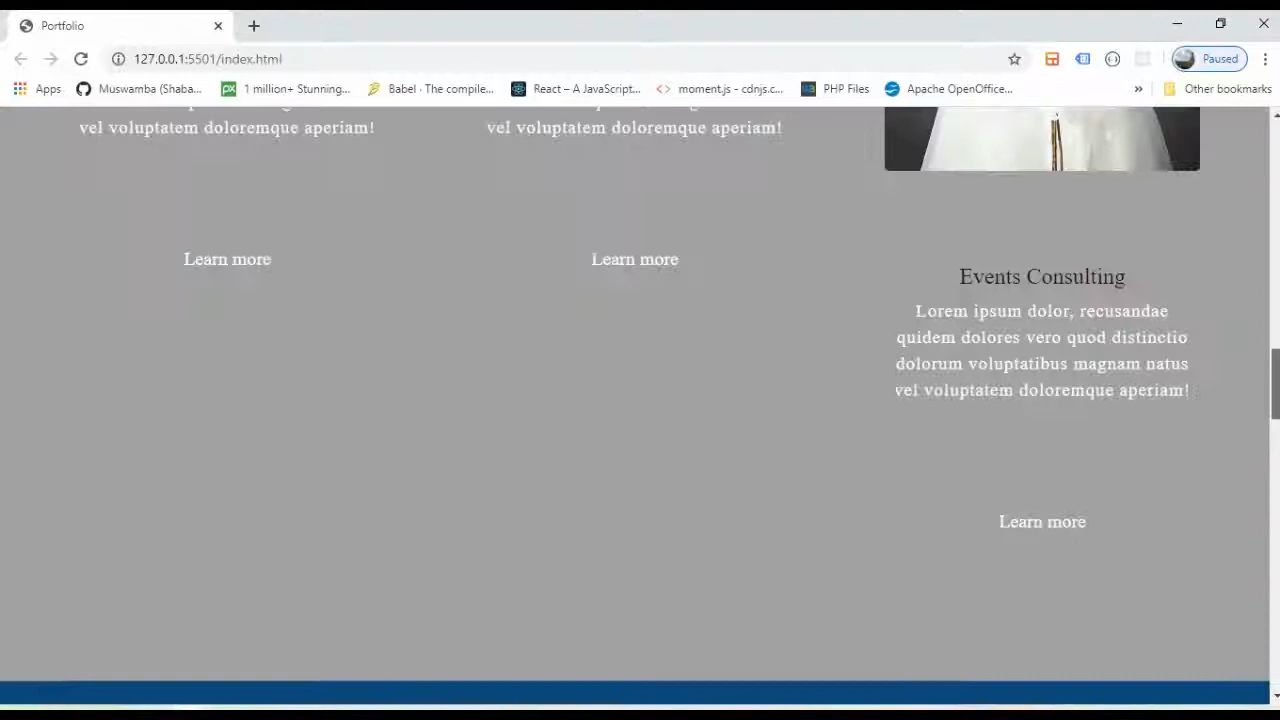 Portfolio
127.0.0.1:5501/index.html
Paused
Apps
Muswamba (Shaba...
1 million+ Stunning...
Babel · The compile...
React – A JavaScript...
moment.js - cdnjs.c...
PHP Files
Apache OpenOffice...
»
Other bookmarks
vel voluptatem doloremque aperiam!
Learn more
vel voluptatem doloremque aperiam!
Learn more
Events Consulting
Lorem ipsum dolor, recusandae
quidem dolores vero quod distinctio
dolorum voluptatibus magnam natus
vel voluptatem doloremque aperiam!
Learn more